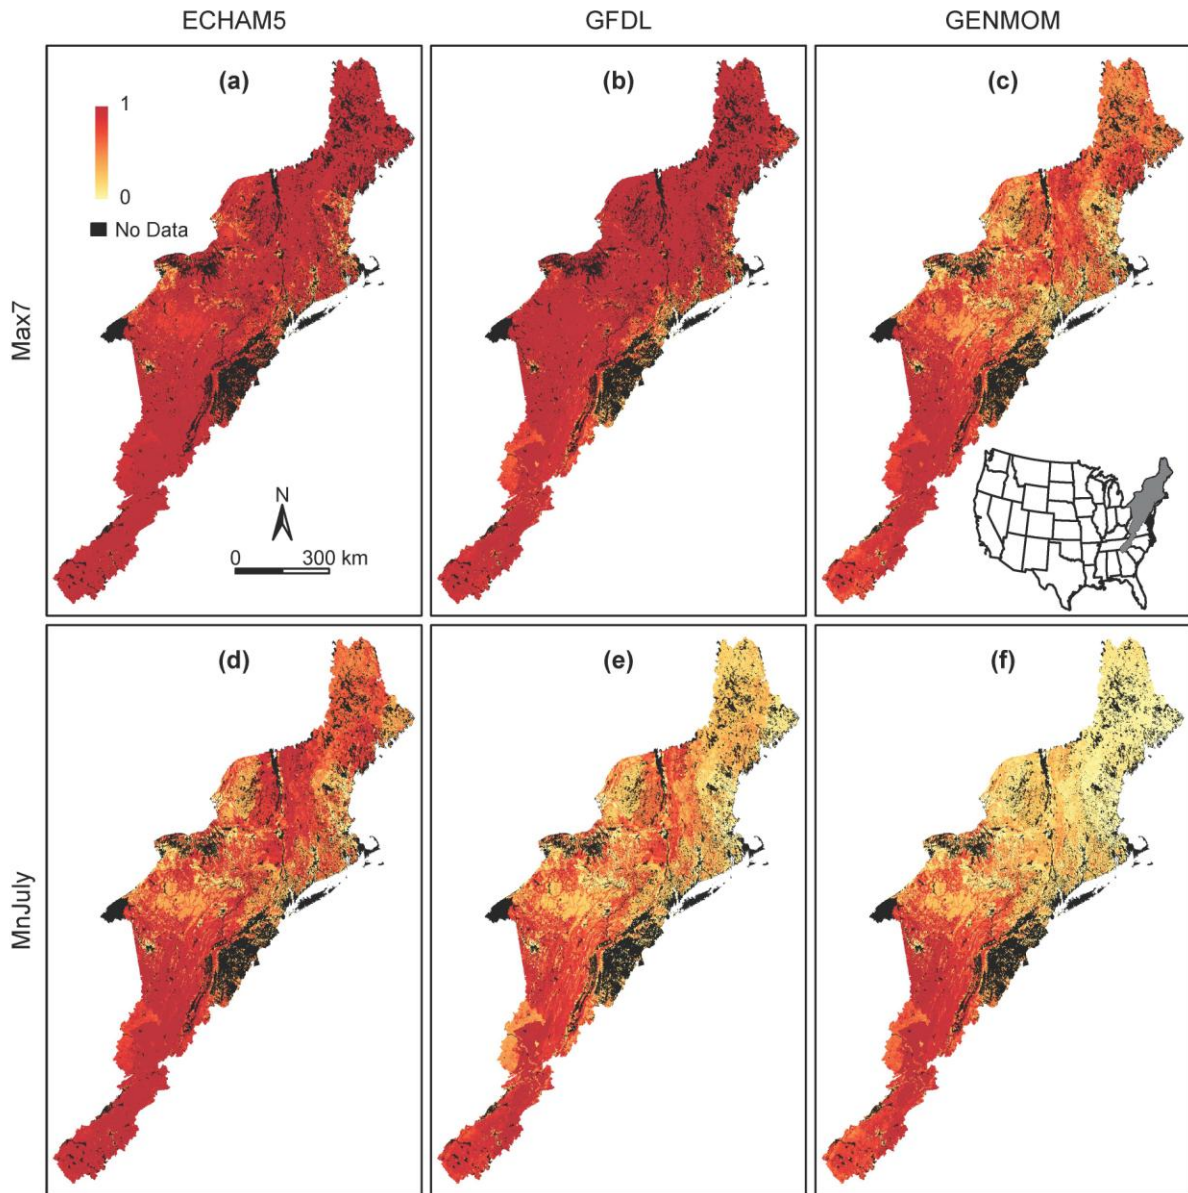 ECHAM5 GFDL GENMOM
(a) (b) (c)
1
0
No Data
Max7
N
0 300 km
(d) (e) (f)
MnJuly